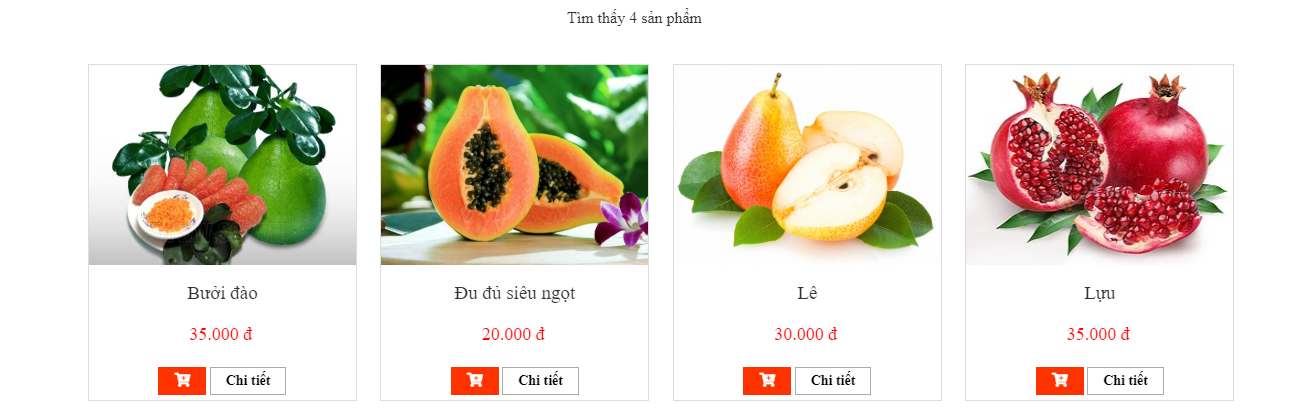 Tìm thấy 4 sản phẩm
Bưởi đào
35.000 đ
Chi tiết
Đu đủ siêu ngọt
20.000 đ
Chi tiết
Lê
30.000 đ
Chi tiết
Lựu
35.000 đ
Chi tiết